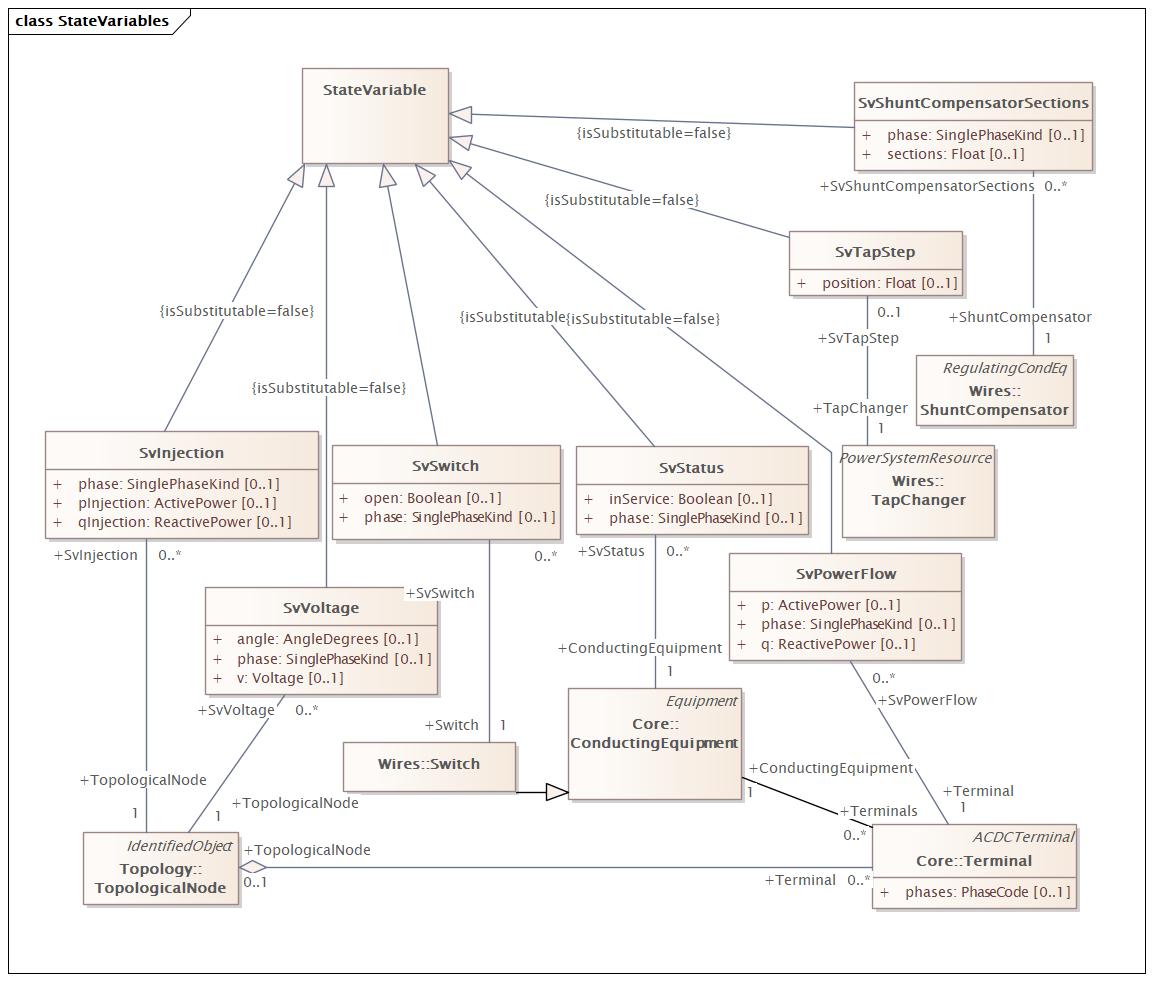 class StateVariables
StateVariable
SvShuntCompensatorSections
+ phase: SinglePhaseKind [0..1]
+ sections: Float [0..1]
{isSubstitutable=false}
+SvShuntCompensatorSections 0..*
{isSubstitutable=false}
SvTapStep
+ position: Float [0..1]
0..1
+SvTapStep
+ShuntCompensator
1
{isSubstitutable=false}
{isSubstitutable
{isSubstitutable=false}
RegulatingCondEq
Wires::
ShuntCompensator
{isSubstitutable=false}
+TapChanger
1
PowerSystemResource
Wires::
TapChanger
SvInjection
+ phase: SinglePhaseKind [0..1]
+ pInjection: ActivePower [0..1]
+ qInjection: ReactivePower [0..1]
+SvInjection 0..*
SvSwitch
+ open: Boolean [0..1]
+ phase: SinglePhaseKind [0..1]
0..*
+SvSwitch
SvStatus
+ inService: Boolean [0..1]
+ phase: SinglePhaseKind [0..1]
+SvStatus 0..*
SvPowerFlow
+ p: ActivePower [0..1]
+ phase: SinglePhaseKind [0..1]
+ q: ReactivePower [0..1]
0..*
+SvPowerFlow
SvVoltage
+ angle: AngleDegrees [0..1]
+ phase: SinglePhaseKind [0..1]
+ v: Voltage [0..1]
+SvVoltage 0..*
+ConductingEquipment
1
Equipment
Core::
ConductingEquipment
+Switch 1
Wires::Switch
+ConductingEquipment
1
+Terminals
0..*
+Terminal
1
+TopologicalNode
1
+TopologicalNode
1
IdentifiedObject
Topology::
TopologicalNode
+TopologicalNode
0..1
+Terminal 0..*
ACDCTerminal
Core::Terminal
+ phases: PhaseCode [0..1]